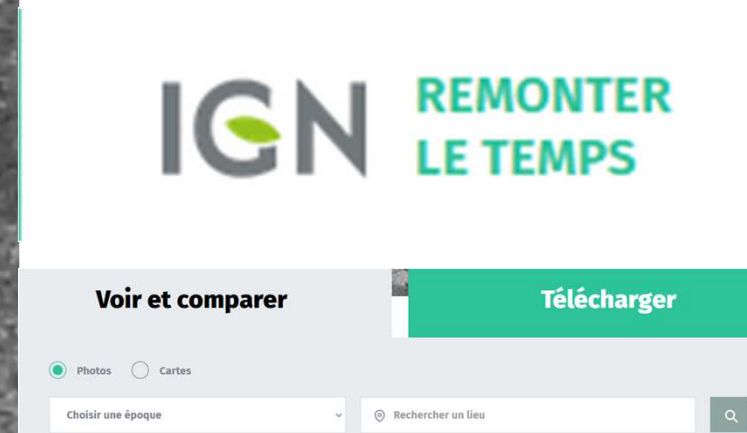 IGN
REMONTER
LE TEMPS
Voir et comparer
Télécharger
Photos
Cartes
Choisir une époque
Rechercher un lieu